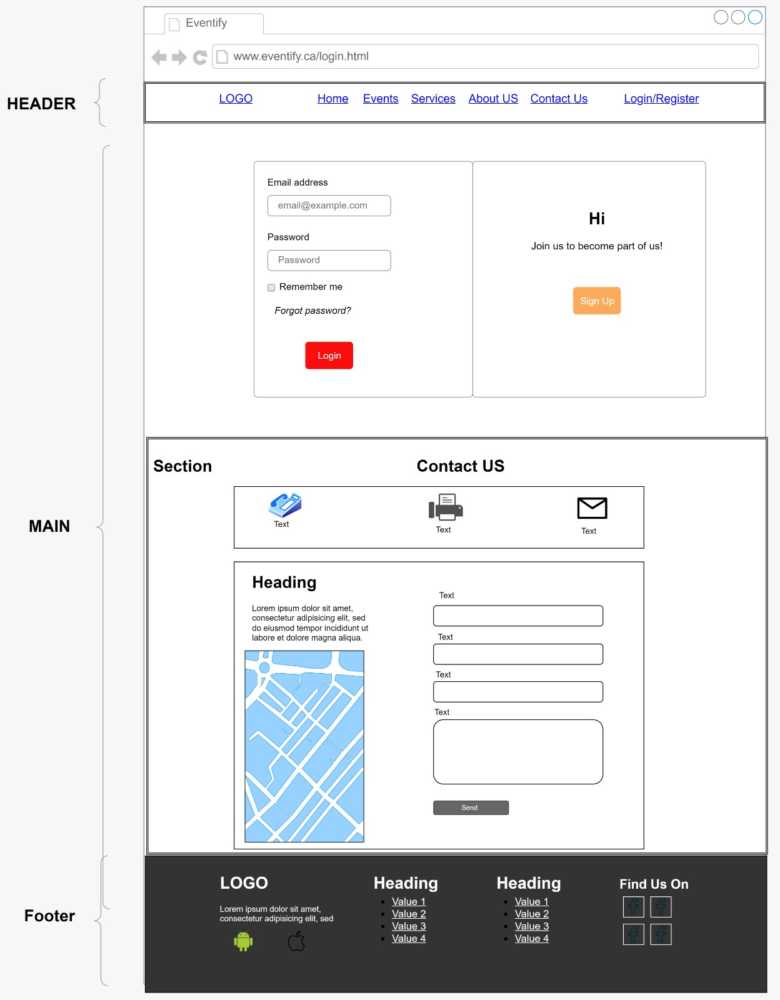 Eventify
www.eventify.ca/login.html
HEADER
LOGO Home Events Services About US Contact Us Login/Register
Email address
email@example.com
Password
Password
Remember me
Forgot password?
Login
Hi
Join us to become part of us!
Sign Up
MAIN
Section
Contact US
Text
Text
Text
Heading
Lorem ipsum dolor sit amet,
consectetur adipisicing elit, sed
do eiusmod tempor incididunt ut
labore et dolore magna aliqua.
Text
Text
Text
Text
Send
Footer
LOGO
Lorem ipsum dolor sit amet,
consectetur adipisicing elit, sed
Heading
Value 1
Value 2
Value 3
Value 4
Heading
Value 1
Value 2
Value 3
Value 4
Find Us On